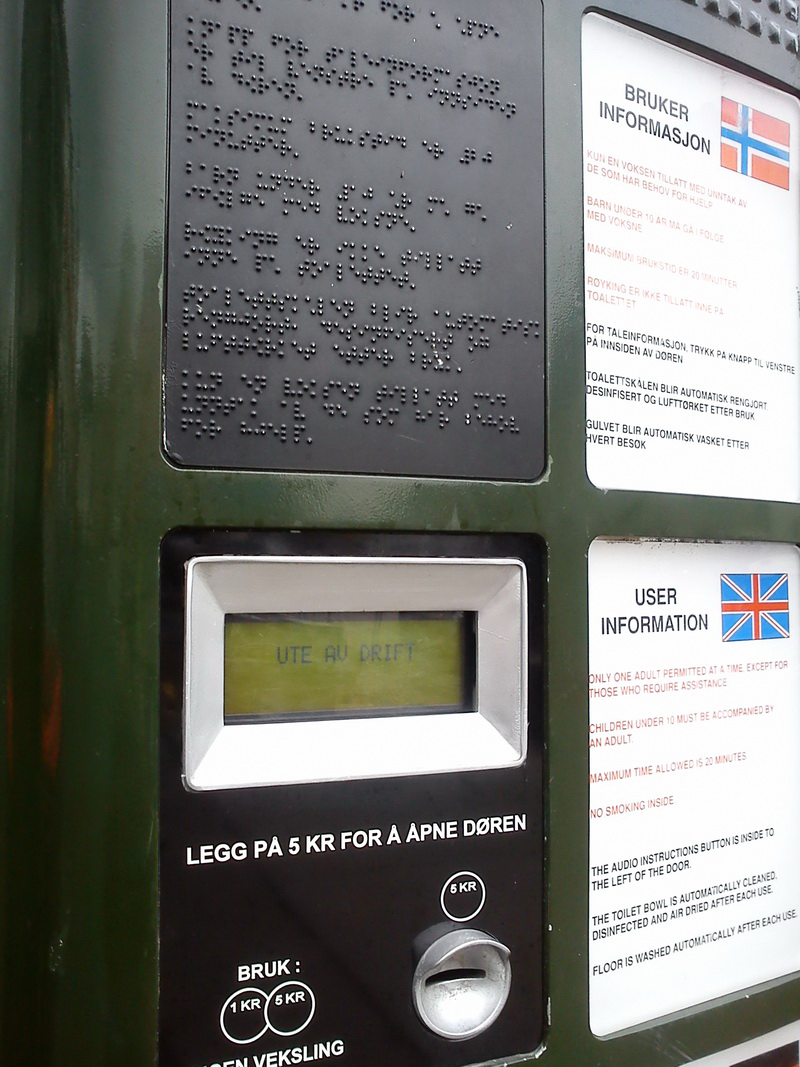 BRUKER
INFORMASJON
KUN EN VOKSEN TILLATT MED UNNTAK AV
DE SOM HAR BEHOV FOR HJELP
BARN UNDER 10 ÅR MÅ GÅ I FØLGE
MED VOKSNE
MAKSIMUM BRUKSTID ER 20 MINUTTER
RØYKING ER IKKE TILLATT INNE PÅ
TOALETTET
FOR TALEINFORMASJON, TRYKK PÅ KNAPP TIL VENSTRE
PÅ INNSIDEN AV DØREN
TOALETTSKÅLEN BLIR AUTOMATISK RENGJORT,
DESINFISERT OG LUFTTØRKET ETTER BRUK
GULVET BLIR AUTOMATISK VASKET ETTER
HVERT BESØK
UTE AV DRIFT
LEGG PÅ 5 KR FOR Å ÅPNE DØREN
5 KR
BRUK :
1 KR 5 KR
VEKSLING
USER
INFORMATION
ONLY ONE ADULT PERMITTED AT A TIME, EXCEPT FOR
THOSE WHO REQUIRE ASSISTANCE
CHILDREN UNDER 10 MUST BE ACCOMPANIED BY
AN ADULT.
MAXIMUM TIME ALLOWED IS 20 MINUTES
NO SMOKING INSIDE
THE AUDIO INSTRUCTIONS BUTTON IS INSIDE TO
THE LEFT OF THE DOOR.
THE TOILET BOWL IS AUTOMATICALLY CLEANED,
DISINFECTED AND AIR DRIED AFTER EACH USE.
FLOOR IS WASHED AUTOMATICALLY AFTER EACH USE.